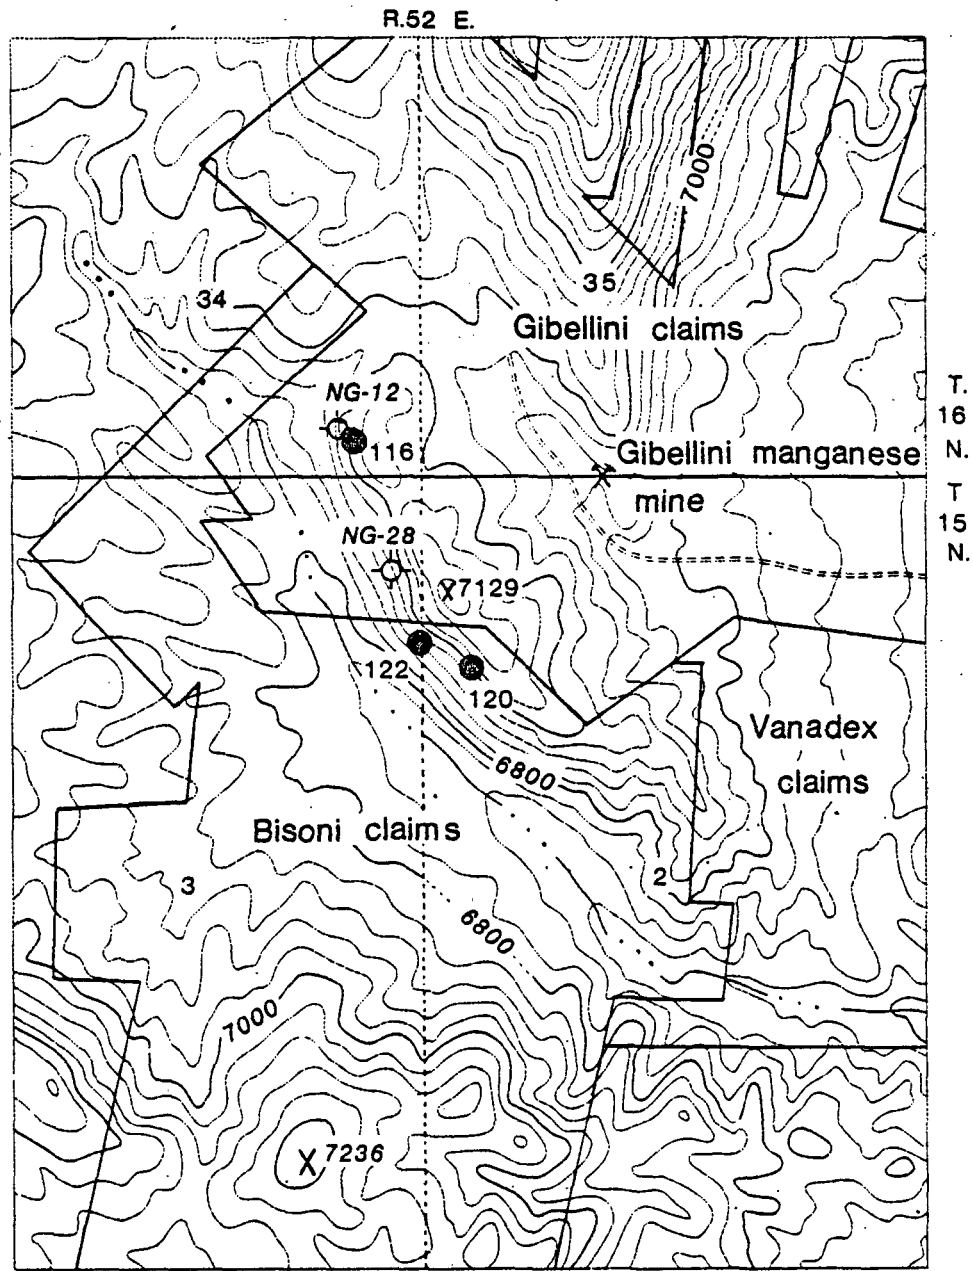 R.52 E.
7000
34
35
Gibellini claims
NG-12
116
T.
16
N.
Gibellini manganese
mine
T
15
N.
NG-28
7129
122
120
6800
Vanadex
claims
Bisoni claims
3
2
6800
7000
7236